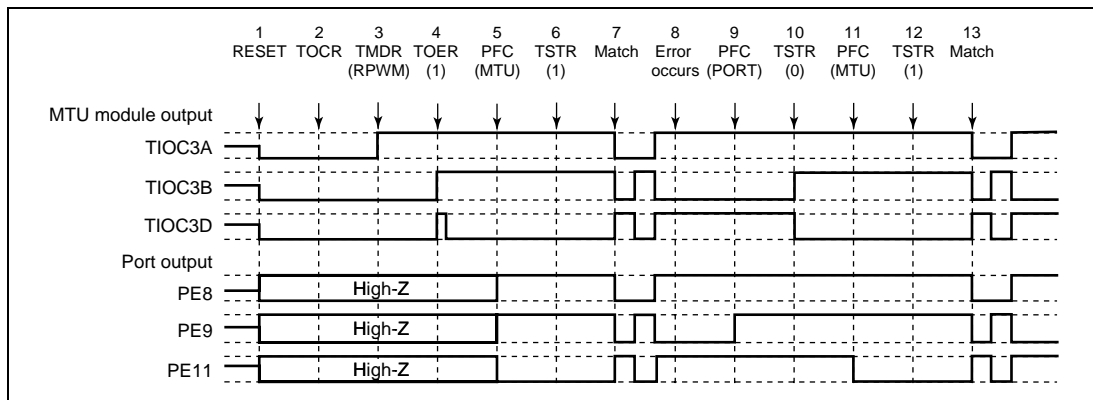 1 2 3 4 5 6 7 8 9 10 11 12 13
RESET TOCR TMDR TOER PFC TSTR Match Error PFC TSTR PFC TSTR Match
(RPWM) (1) (MTU) (1) occurs (PORT) (0) (MTU) (1)
MTU module output
TIOC3A
TIOC3B
TIOC3D
Port output
PE8 High-Z
PE9 High-Z
PE11 High-Z